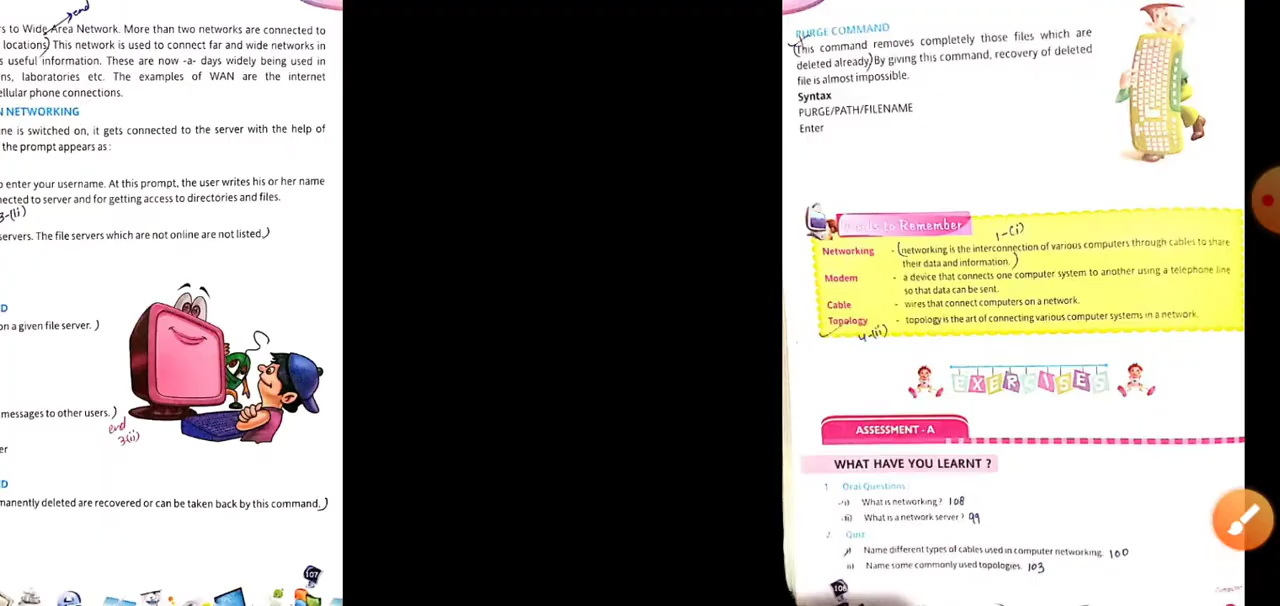 end
s to Wide Area Network. More than two networks are connected to
locations) This network is used to connect far and wide networks in
s useful information. These are now -a- days widely being used in
ns, laboratories etc. The examples of WAN are the internet
ellular phone connections.
N NETWORKING
ne is switched on, it gets connected to the server with the help of
the prompt appears as :
o enter your username. At this prompt, the user writes his or her name
nected to server and for getting access to directories and files.
3-(ii)
servers. The file servers which are not online are not listed.)
D
on a given file server. )
messages to other users.)
end
3(ii)
er
D
manently deleted are recovered or can be taken back by this command.)
107
PURGE COMMAND
(This command removes completely those files which are
deleted already) By giving this command, recovery of deleted
file is almost impossible.
Syntax
PURGE/PATH/FILENAME
Enter
to Remember
1-(i)
Networking - (networking is the interconnection of various computers through cables to share
their data and information.)
Modem - a device that connects one computer system to another using a telephone line
so that data can be sent.
Cable - wires that connect computers on a network.
Topology - topology is the art of connecting various computer systems in a network.
4-(ii)
EXERCISES
ASSESSMENT - A
WHAT HAVE YOU LEARNT ?
1. Oral Questions
i) What is networking? 108
ii) What is a network server? 99
2. Quiz
i) Name different types of cables used in computer networking. 100
ii) Name some commonly used topologies. 103
108